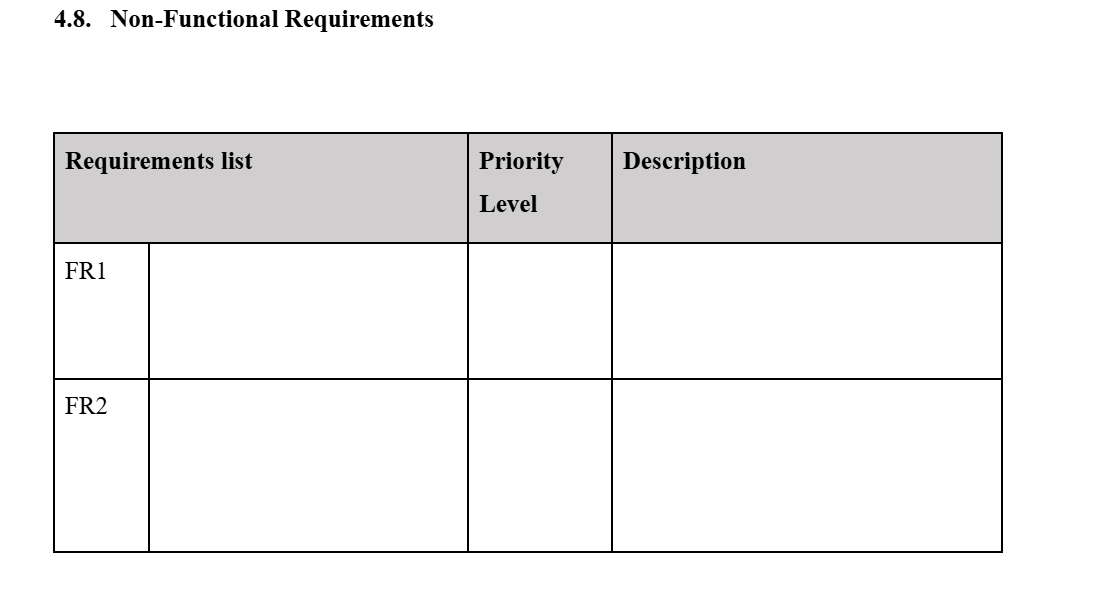 4.8. Non-Functional Requirements
Requirements list
Priority
Level
Description
FR1
FR2